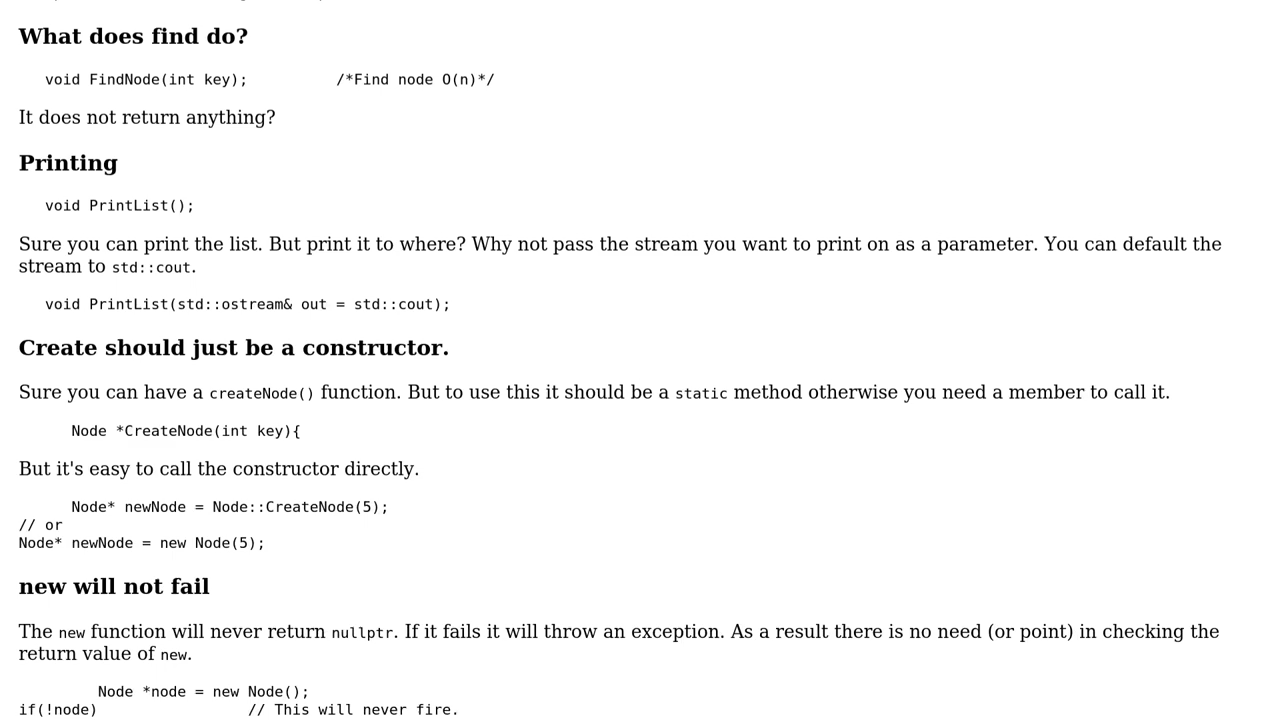 What does find do?
void FindNode(int key);          /*Find node O(n)*/
It does not return anything?
Printing
void PrintList();
Sure you can print the list. But print it to where? Why not pass the stream you want to print on as a parameter. You can default the
stream to std::cout.
void PrintList(std::ostream& out = std::cout);
Create should just be a constructor.
Sure you can have a createNode() function. But to use this it should be a static method otherwise you need a member to call it.
Node *CreateNode(int key){
But it's easy to call the constructor directly.
Node* newNode = Node::CreateNode(5);
// or
Node* newNode = new Node(5);
new will not fail
The new function will never return nullptr. If it fails it will throw an exception. As a result there is no need (or point) in checking the
return value of new.
Node *node = new Node();
if(!node)                 // This will never fire.